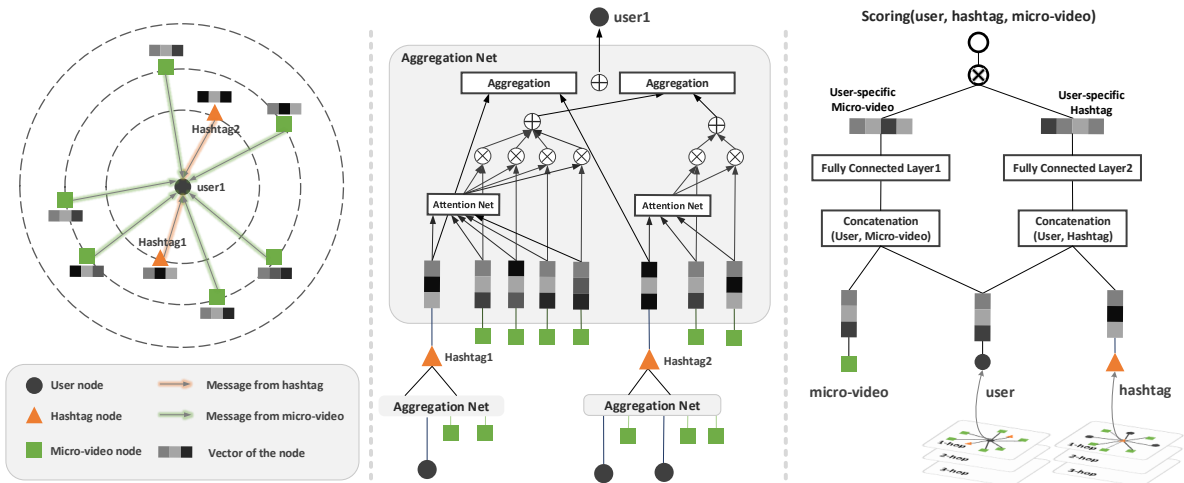 Hashtag2
user1
Hashtag1
User node
Message from hashtag
Hashtag node
Message from micro-video
Micro-video node
Vector of the node
user1
Aggregation Net
Aggregation
Aggregation
Attention Net
Attention Net
Hashtag1
Hashtag2
Aggregation Net
Aggregation Net
Scoring(user, hashtag, micro-video)
User-specific
Micro-video
User-specific
Hashtag
Fully Connected Layer1
Fully Connected Layer2
Concatenation
(User, Micro-video)
Concatenation
(User, Hashtag)
micro-video
user
hashtag
1-hop
2-hop
3-hop
1-hop
2-hop
3-hop